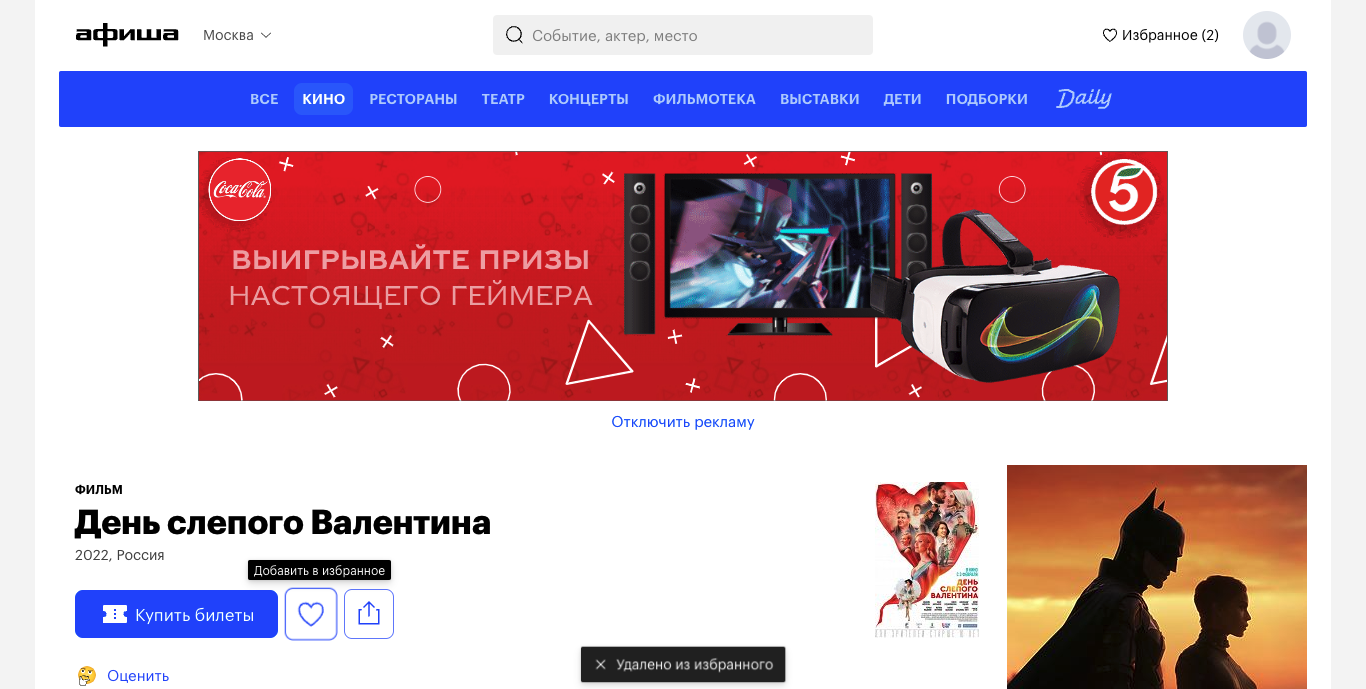 афиша
Москва
Событие, актер, место
Избранное (2)
ВСЕ КИНО РЕСТОРАНЫ ТЕАТР КОНЦЕРТЫ ФИЛЬМОТЕКА ВЫСТАВКИ ДЕТИ ПОДБОРКИ Daily
Coca-Cola
5
ВЫИГРЫВАЙТЕ ПРИЗЫ
НАСТОЯЩЕГО ГЕЙМЕРА
Отключить рекламу
ФИЛЬМ
День слепого Валентина
2022, Россия
Добавить в избранное
Купить билеты
Оценить
ДЕНЬ
СЛЕПОГО
ВАЛЕНТИНА
Удалено из избранного